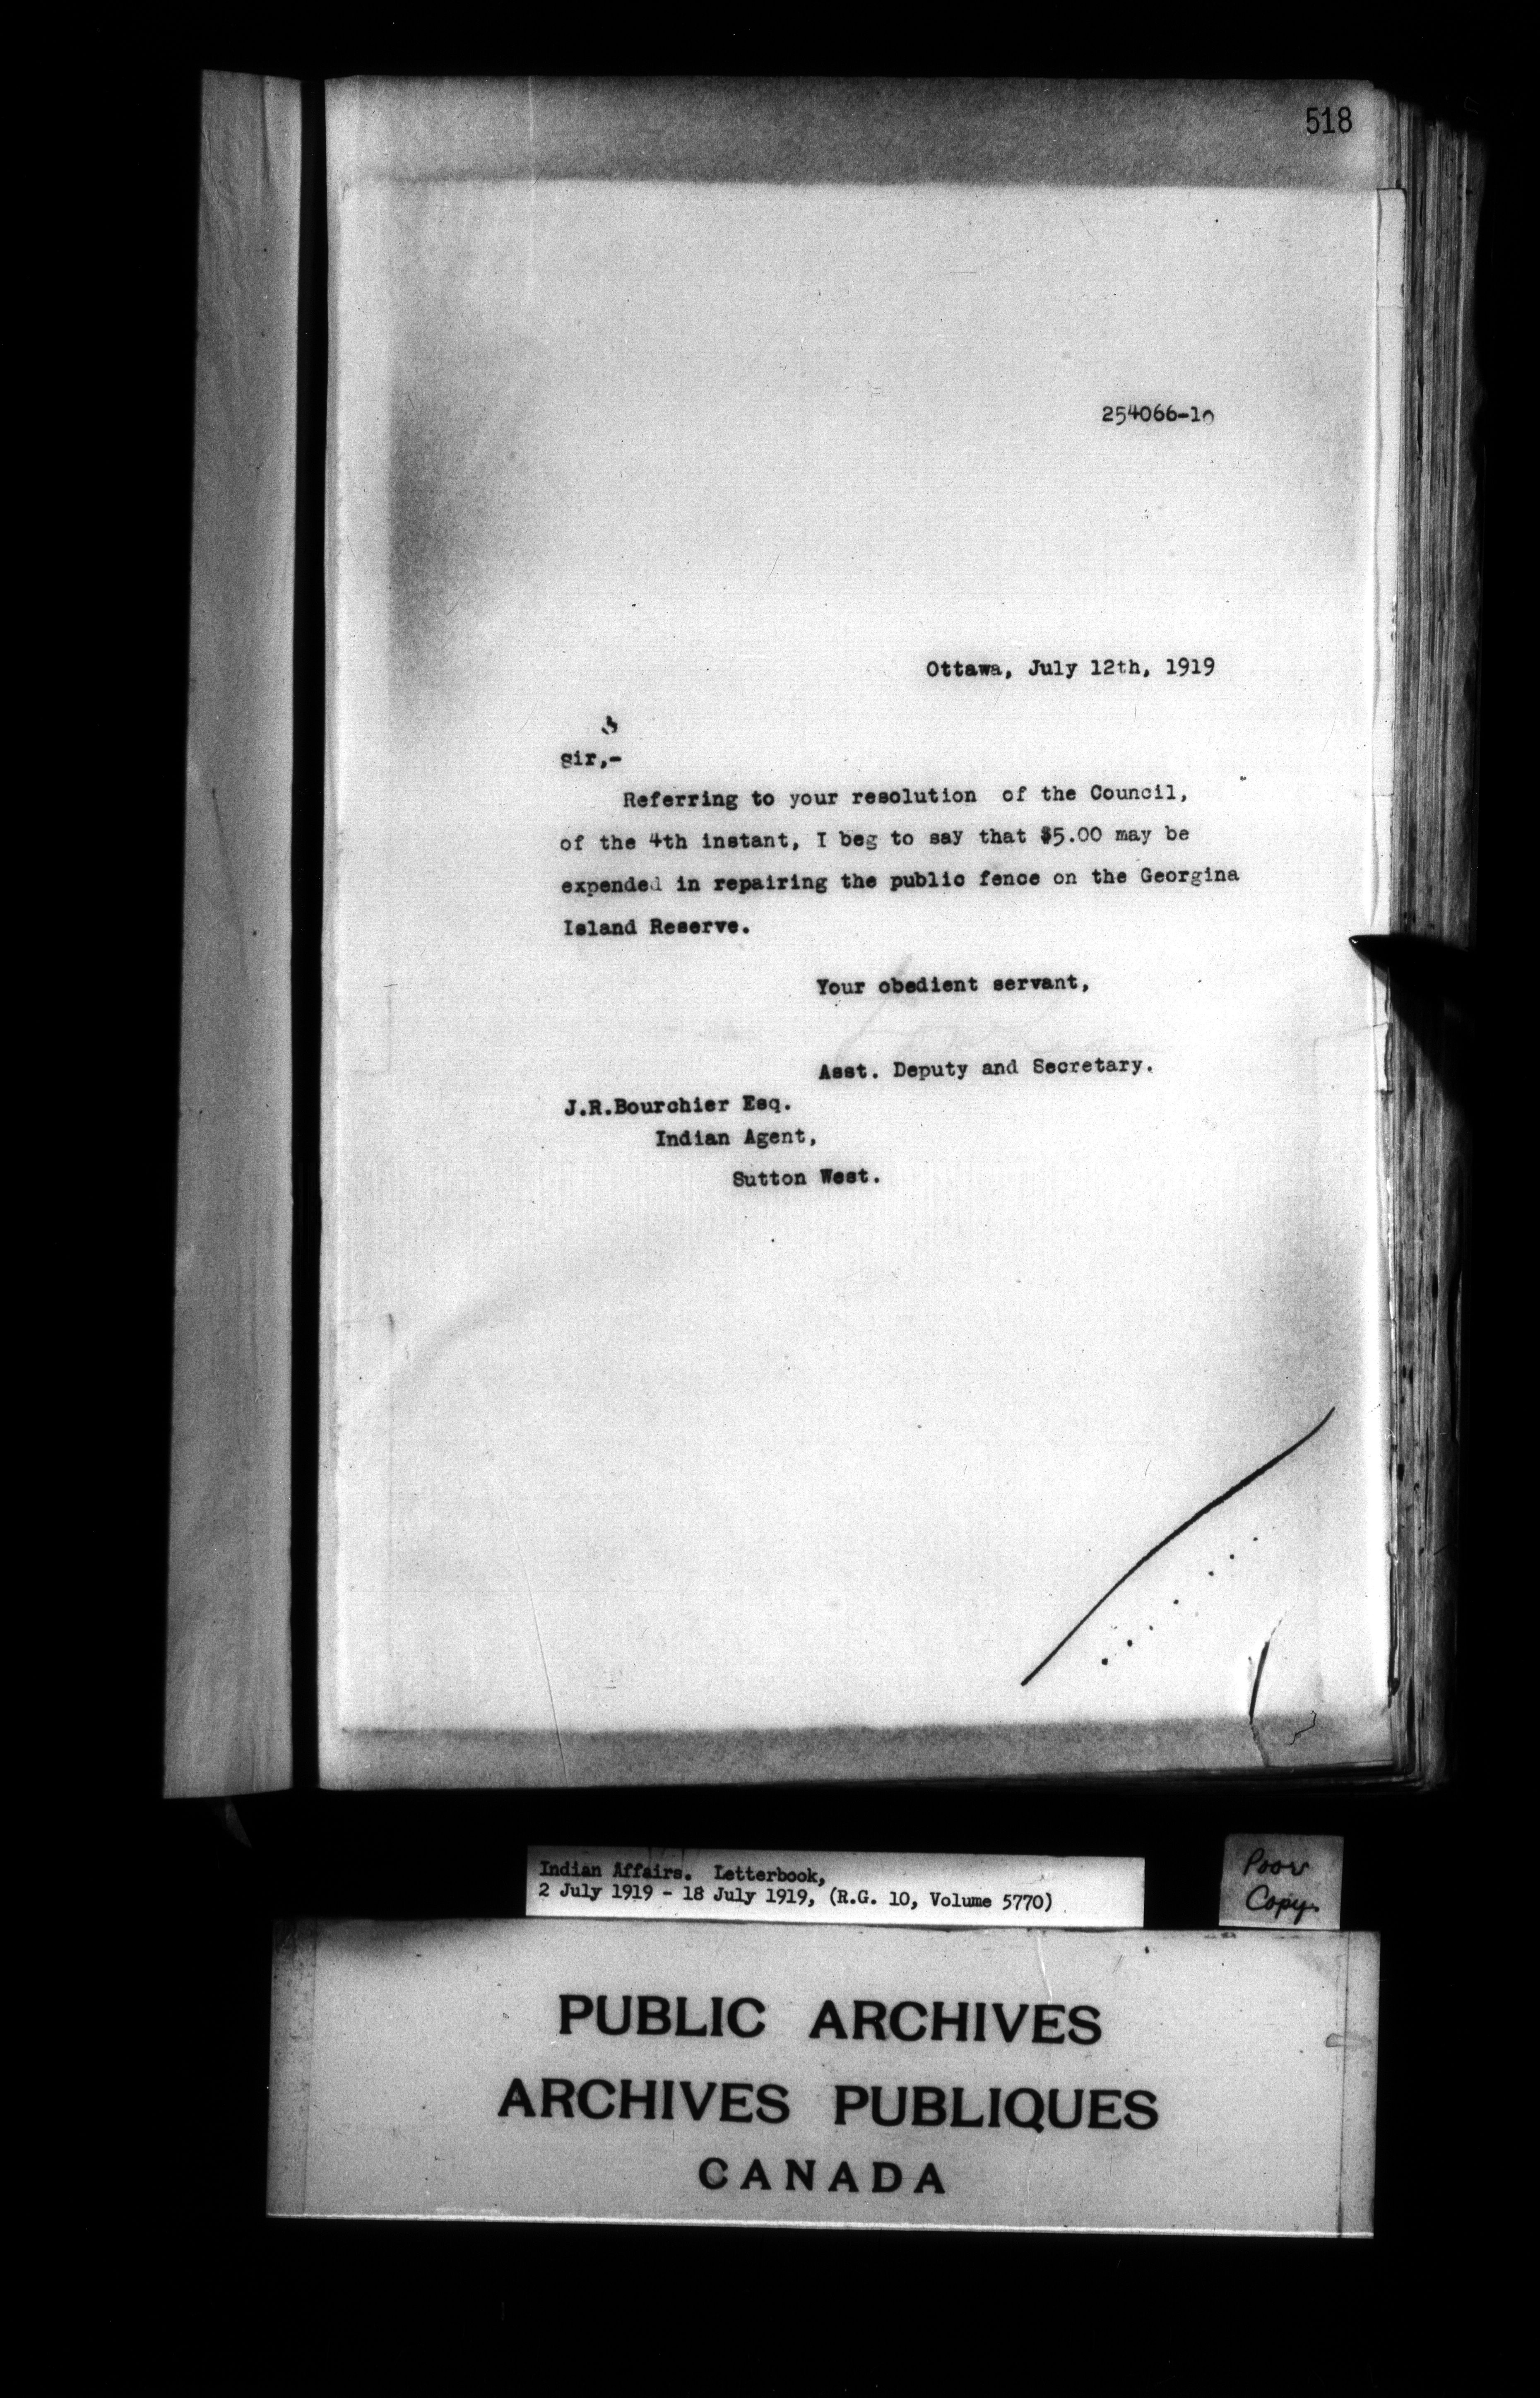 518
254066-10
Ottawa, July 12th, 1919
Sir,-
Referring to your resolution of the Council,
of the 4th instant, I beg to say that $5.00 may be
expended in repairing the public fence on the Georgina
Island Reserve.
Your obedient servant,
Asst. Deputy and Secretary.
J.R.Bourchier Esq.
Indian Agent,
Sutton West.
Indian Affairs. Letterbook,
2 July 1919 - 18 July 1919, (R.G. 10, Volume 5770)
Poor
Copy.
PUBLIC ARCHIVES
ARCHIVES PUBLIQUES
CANADA